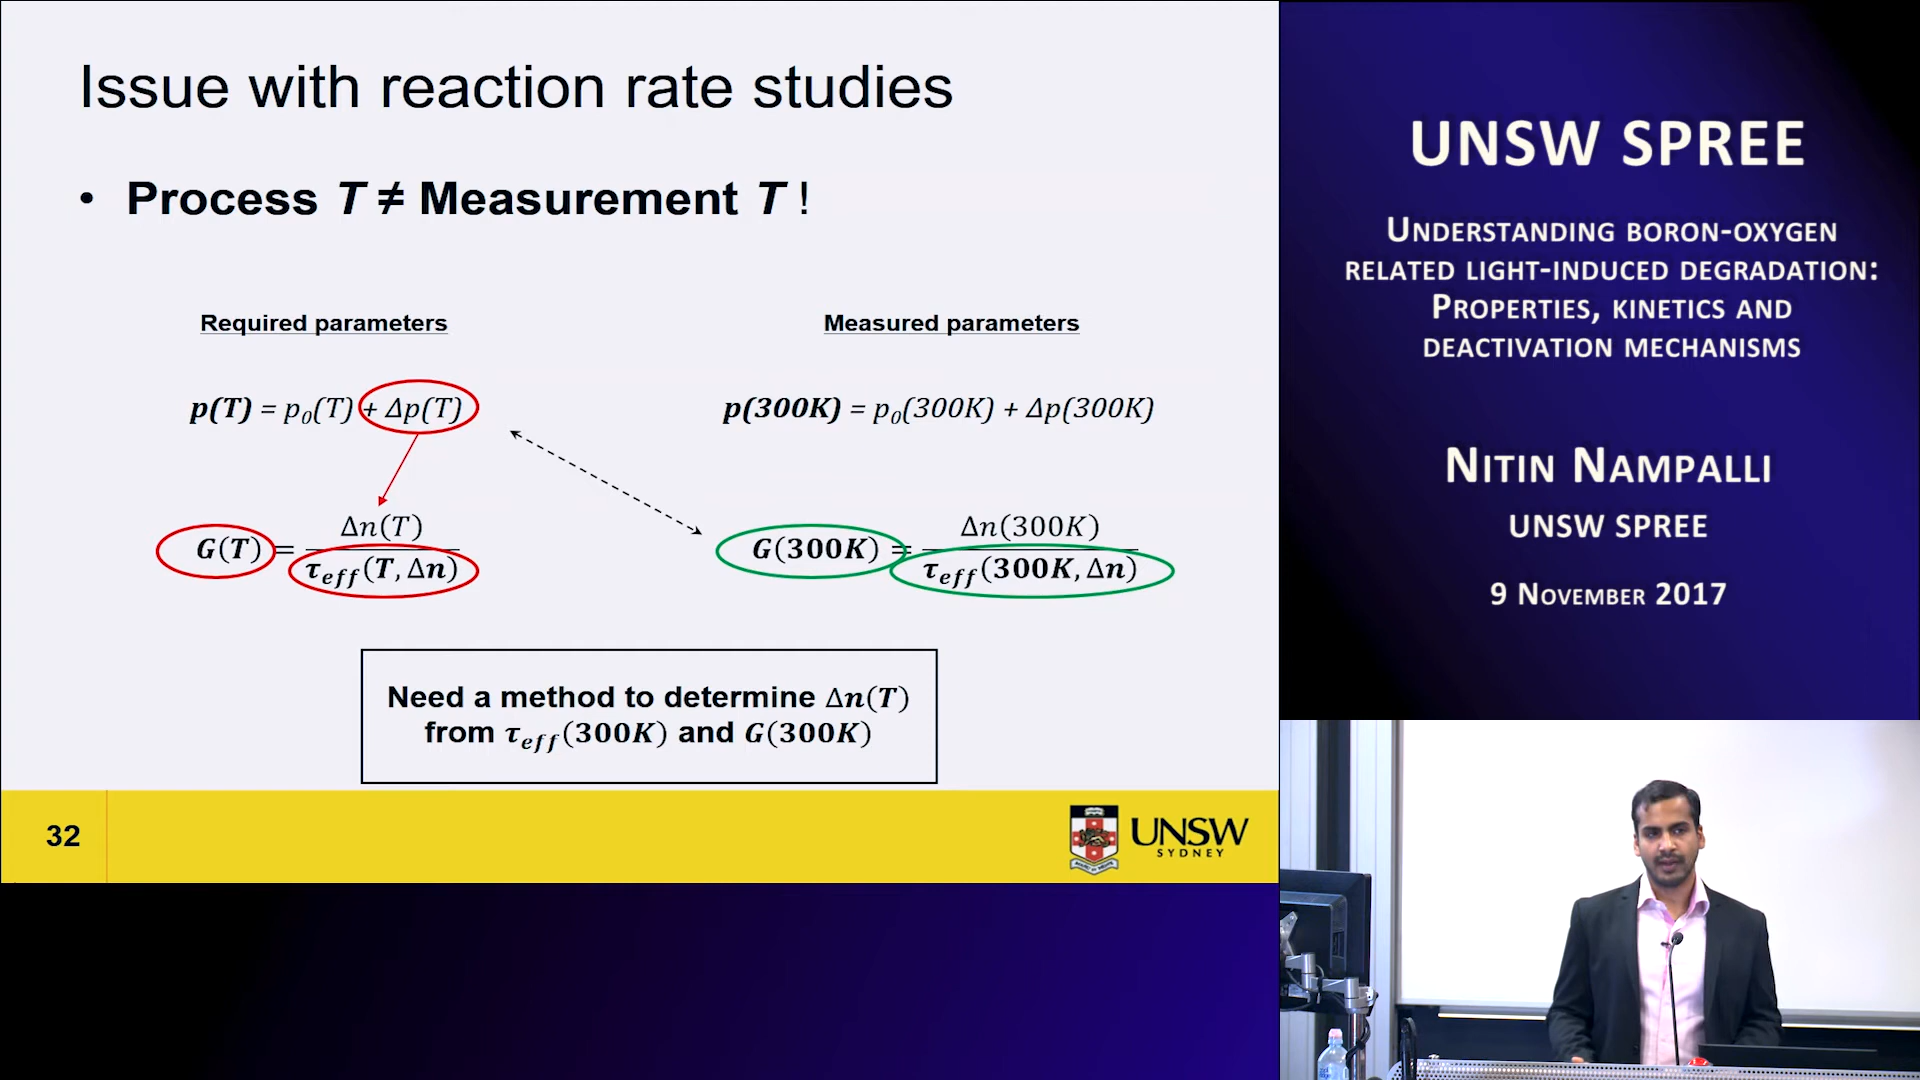 Issue with reaction rate studies
• Process T ≠ Measurement T !
Required parameters
p(T) = p₀(T) + Δp(T)
G(T) = Δn(T) / τeff(T, Δn)
Measured parameters
p(300K) = p₀(300K) + Δp(300K)
G(300K) = Δn(300K) / τeff(300K, Δn)
Need a method to determine Δn(T)
from τeff(300K) and G(300K)
32
UNSW
SYDNEY
UNSW SPREE
Understanding boron-oxygen
related light-induced degradation:
Properties, kinetics and
deactivation mechanisms
Nitin Nampalli
UNSW SPREE
9 November 2017